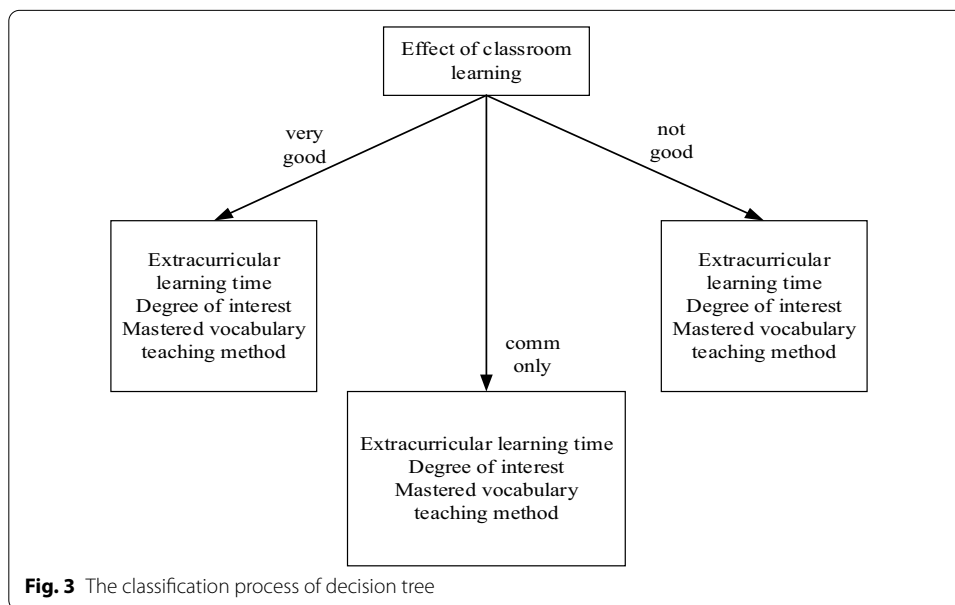 Effect of classroom
learning
very
good
not
good
Extracurricular
learning time
Degree of interest
Mastered vocabulary
teaching method
Extracurricular
learning time
Degree of interest
Mastered vocabulary
teaching method
comm
only
Extracurricular learning time
Degree of interest
Mastered vocabulary
teaching method
Fig. 3 The classification process of decision tree